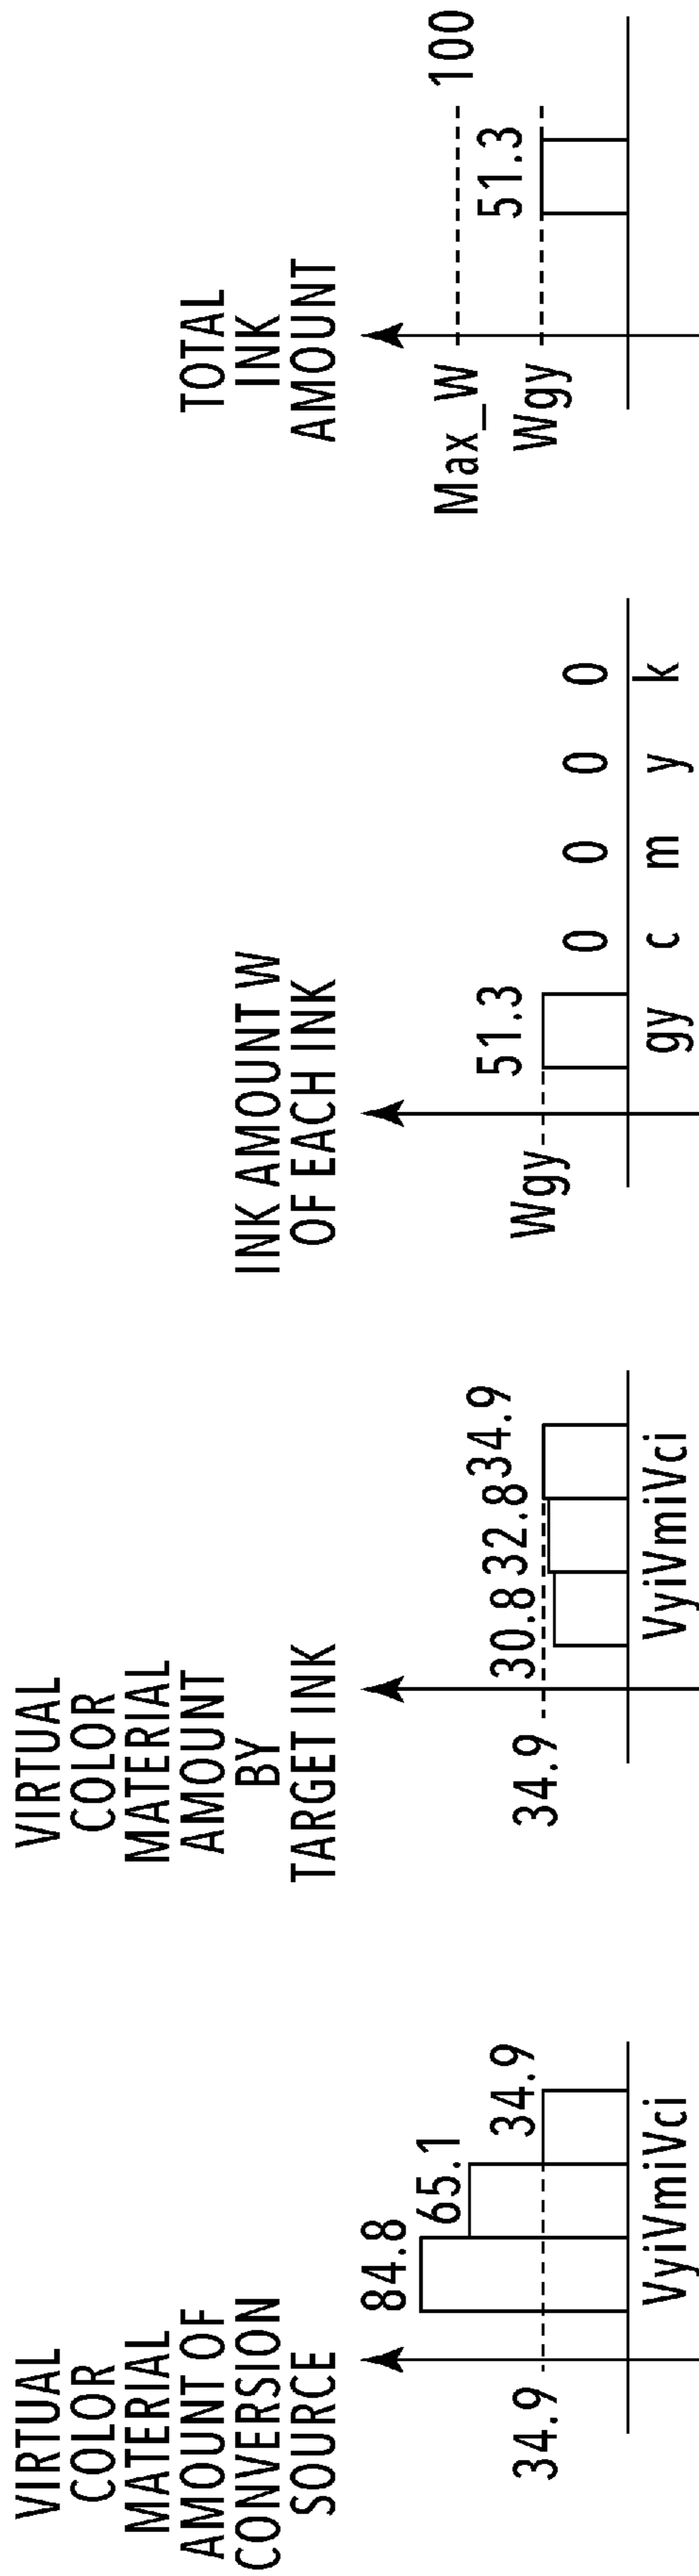 VIRTUAL
COLOR
MATERIAL
AMOUNT OF
CONVERSION
SOURCE
84.8
65.1
34.9
34.9
VyiVmiVci
VIRTUAL
COLOR
MATERIAL
AMOUNT
BY
TARGET INK
34.9
30.8
32.8
34.9
VyiVmiVci
INK AMOUNT W
OF EACH INK
Wgy
51.3
0 0 0 0
gy c m y k
TOTAL
INK
AMOUNT
Max_W
100
Wgy
51.3